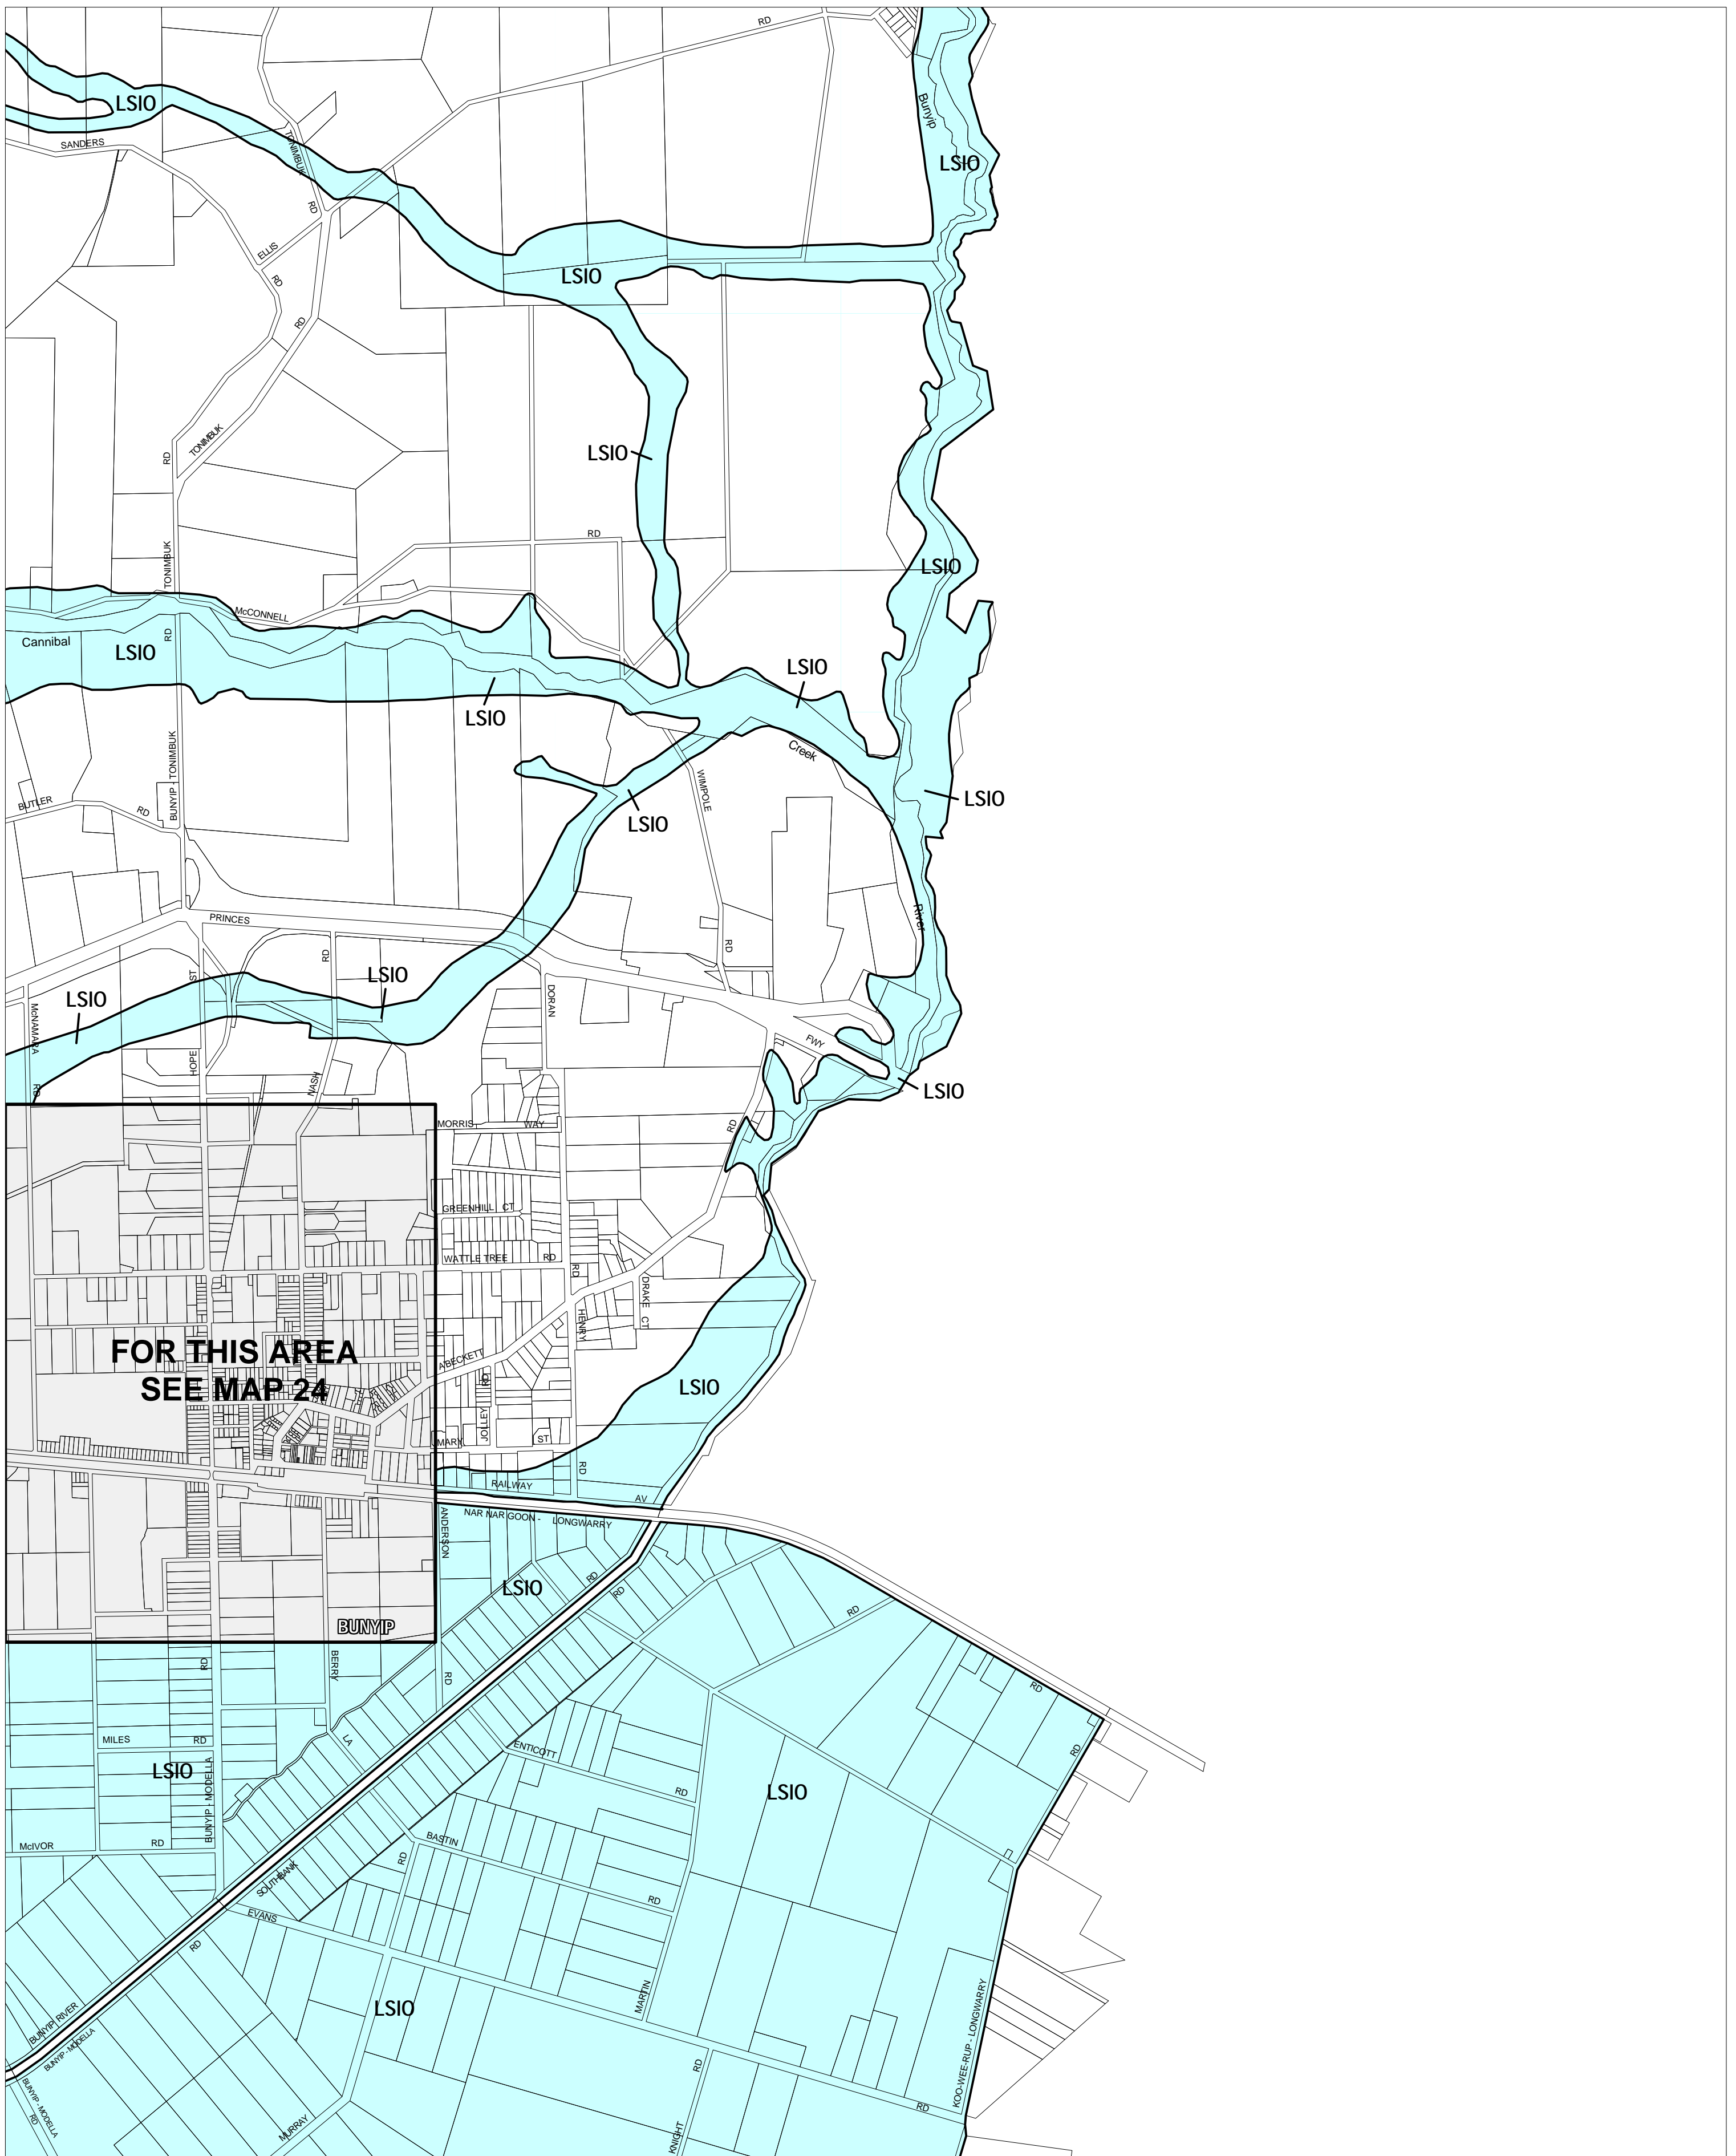 RD
LSIO
Bunyip
SANDERS
TONIMBUK
LSIO
RD
ELLIS
RD
LSIO
RD
TONIMBUK
RD
LSIO
RD
TONIMBUK
LSIO
McCONNELL
Cannibal
RD
LSIO
LSIO
LSIO
Creek
BUNYIP - TONIMBUK
WIMPOLE
LSIO
BUTLER
RD
LSIO
PRINCES
River
RD
RD
ST
LSIO
LSIO
DORAN
McNAMARA
FWY
HOPE
NASH
RD
LSIO
MORRIS WAY
RD
GREENHILL CT
WATTLE TREE RD
RD
DRAKE CT
HENRY
FOR THIS AREA
SEE MAP 24
A'BECKETT
RD
LSIO
JOLLEY
MARY ST
RD
RAILWAY AV
NAR NAR GOON - LONGWARRY
ANDERSON
LSIO
RD
RD
RD
BUNYIP
RD
BERRY
RD
RD
MILES RD
LA
ENTICOTT
RD
RD
LSIO
LSIO
BUNYIP - MODELLA
McIVOR RD
BASTIN
RD
SOUTHBANK
RD
EVANS
RD
LSIO
MARTIN
KOO-WEE-RUP - LONGWARRY
BUNYIP RIVER
BUNYIP - MODELLA
RD
BUNYIP - MODELLA
RD
RD
MURRAY
KNIGHT